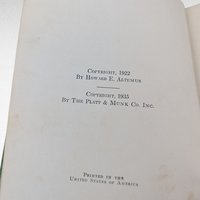 Copyright, 1922
By Howard E. Altemus
Copyright, 1935
By The Platt & Munk Co. Inc.
Printed in the
United States of America